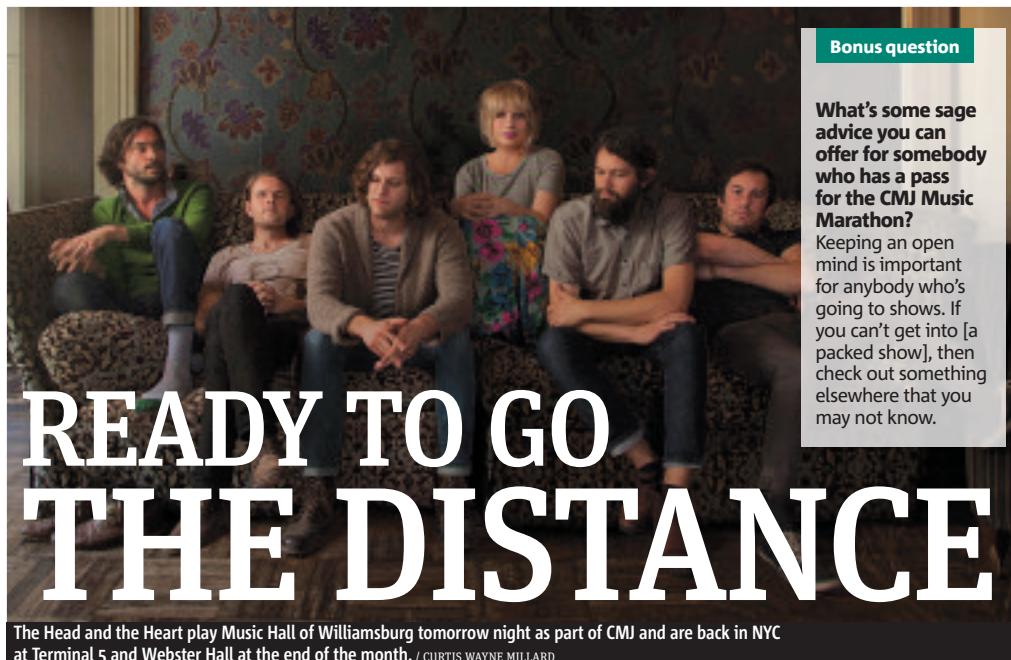 Bonus question
What's some sage
advice you can
offer for somebody
who has a pass
for the CMJ Music
Marathon?
Keeping an open
mind is important
for anybody who's
going to shows. If
you can't get into [a
packed show], then
check out something
elsewhere that you
may not know.
READY TO GO
THE DISTANCE
The Head and the Heart play Music Hall of Williamsburg tomorrow night as part of CMJ and are back in NYC
at Terminal 5 and Webster Hall at the end of the month. / CURTIS WAYNE MILLARD